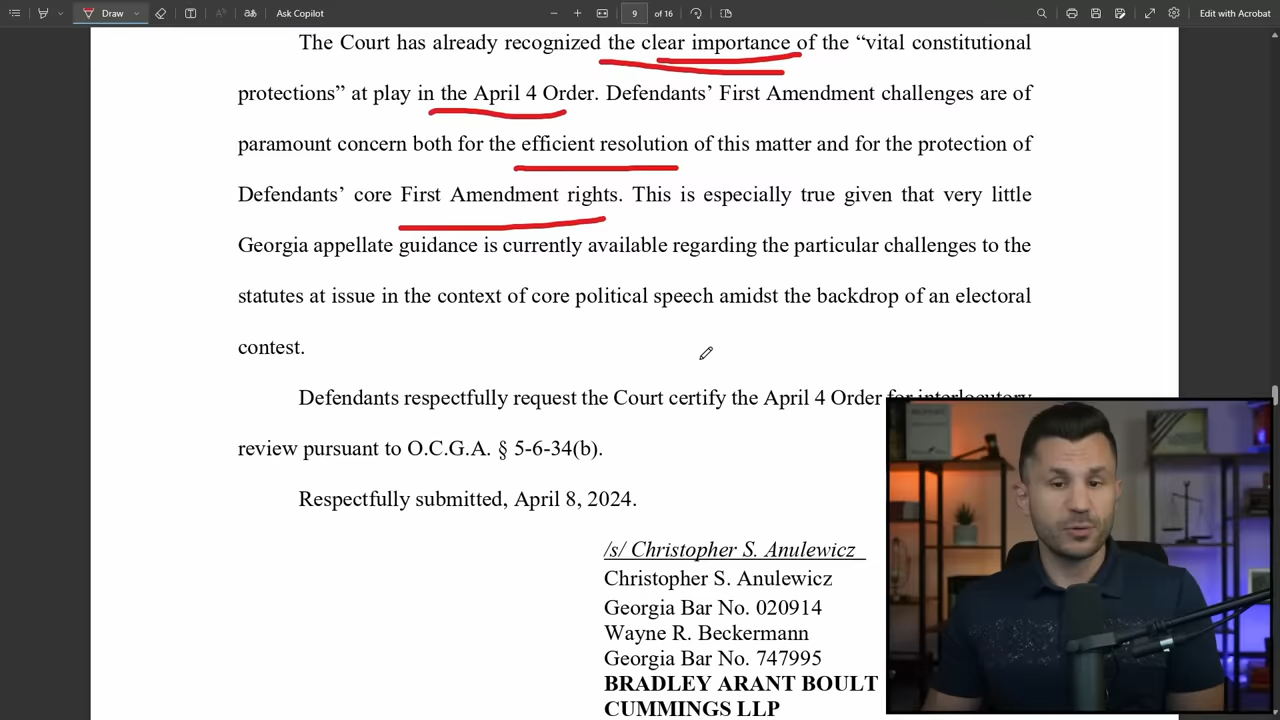 Draw
Ask Copilot
9 of 16
Edit with Acrobat
The Court has already recognized the clear importance of the “vital constitutional
protections” at play in the April 4 Order. Defendants’ First Amendment challenges are of
paramount concern both for the efficient resolution of this matter and for the protection of
Defendants’ core First Amendment rights. This is especially true given that very little
Georgia appellate guidance is currently available regarding the particular challenges to the
statutes at issue in the context of core political speech amidst the backdrop of an electoral
contest.
Defendants respectfully request the Court certify the April 4 Order for interlocutory
review pursuant to O.C.G.A. § 5-6-34(b).
Respectfully submitted, April 8, 2024.
/s/ Christopher S. Anulewicz
Christopher S. Anulewicz
Georgia Bar No. 020914
Wayne R. Beckermann
Georgia Bar No. 747995
BRADLEY ARANT BOULT
CUMMINGS LLP